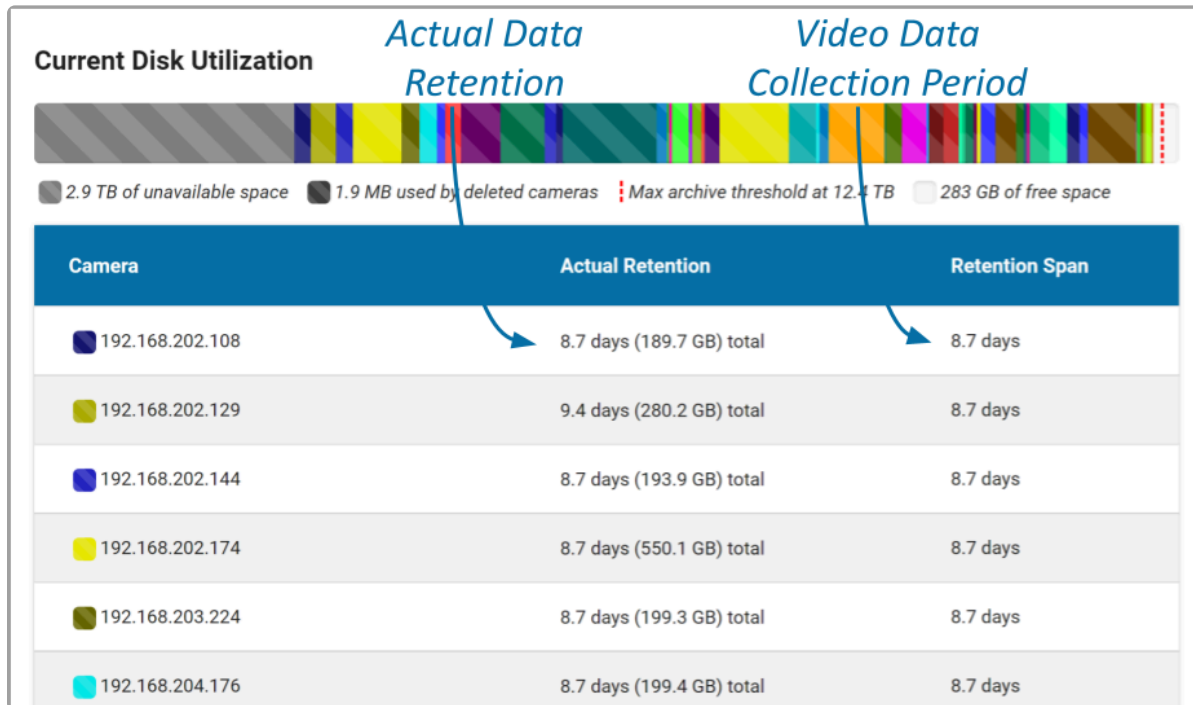 Actual Data
Retention
Video Data
Collection Period
Current Disk Utilization
2.9 TB of unavailable space 1.9 MB used by deleted cameras Max archive threshold at 12.4 TB 283 GB of free space
Camera Actual Retention Retention Span
192.168.202.108 8.7 days (189.7 GB) total 8.7 days
192.168.202.129 9.4 days (280.2 GB) total 8.7 days
192.168.202.144 8.7 days (193.9 GB) total 8.7 days
192.168.202.174 8.7 days (550.1 GB) total 8.7 days
192.168.203.224 8.7 days (199.3 GB) total 8.7 days
192.168.204.176 8.7 days (199.4 GB) total 8.7 days